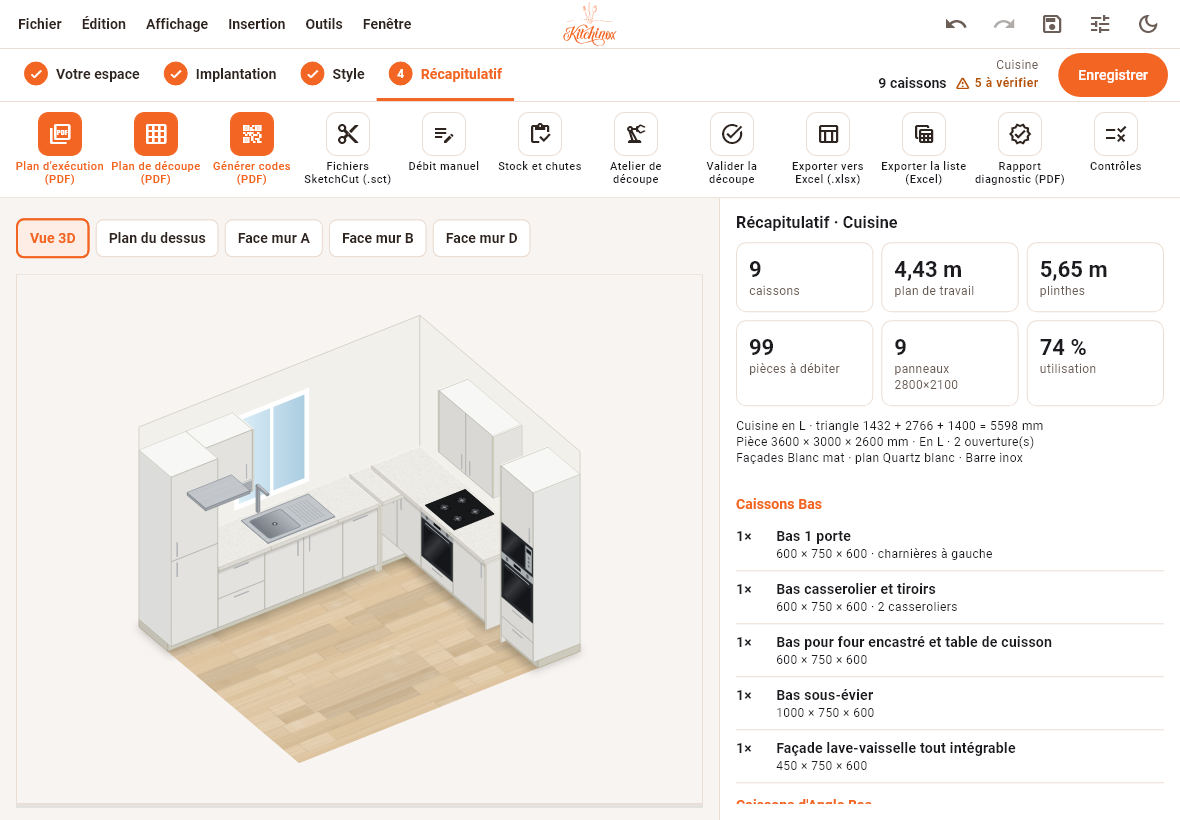 Fichier Édition Affichage Insertion Outils Fenêtre
Kitchinox
Votre espace Implantation Style 4 Récapitulatif
Cuisine
9 caissons 5 à vérifier
Enregistrer
PDF
Plan d'exécution (PDF)
Plan de découpe (PDF)
Générer codes (PDF)
Fichiers SketchCut (.sct)
Débit manuel
Stock et chutes
Atelier de découpe
Valider la découpe
Exporter vers Excel (.xlsx)
Exporter la liste (Excel)
Rapport diagnostic (PDF)
Contrôles
Vue 3D Plan du dessus Face mur A Face mur B Face mur D
Récapitulatif · Cuisine
9
caissons
4,43 m
plan de travail
5,65 m
plinthes
99
pièces à débiter
9
panneaux
2800×2100
74 %
utilisation
Cuisine en L · triangle 1432 + 2766 + 1400 = 5598 mm
Pièce 3600 × 3000 × 2600 mm · En L · 2 ouverture(s)
Façades Blanc mat · plan Quartz blanc · Barre inox
Caissons Bas
1× Bas 1 porte
600 × 750 × 600 · charnières à gauche
1× Bas casserolier et tiroirs
600 × 750 × 600 · 2 casseroliers
1× Bas pour four encastré et table de cuisson
600 × 750 × 600
1× Bas sous-évier
1000 × 750 × 600
1× Façade lave-vaisselle tout intégrable
450 × 750 × 600
Caissons d'Angle Bas